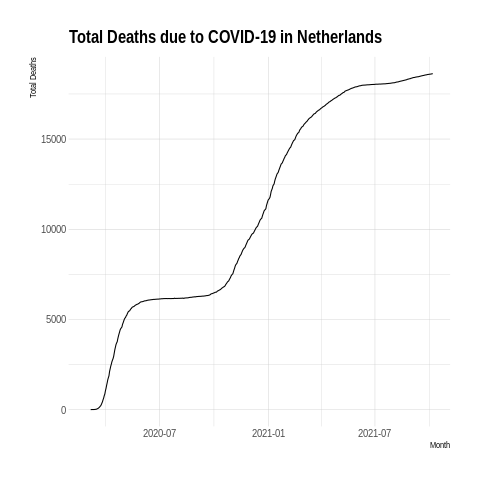 Total Deaths due to COVID-19 in Netherlands
Total Deaths
15000
10000
5000
0
2020-07 2021-01 2021-07
Month